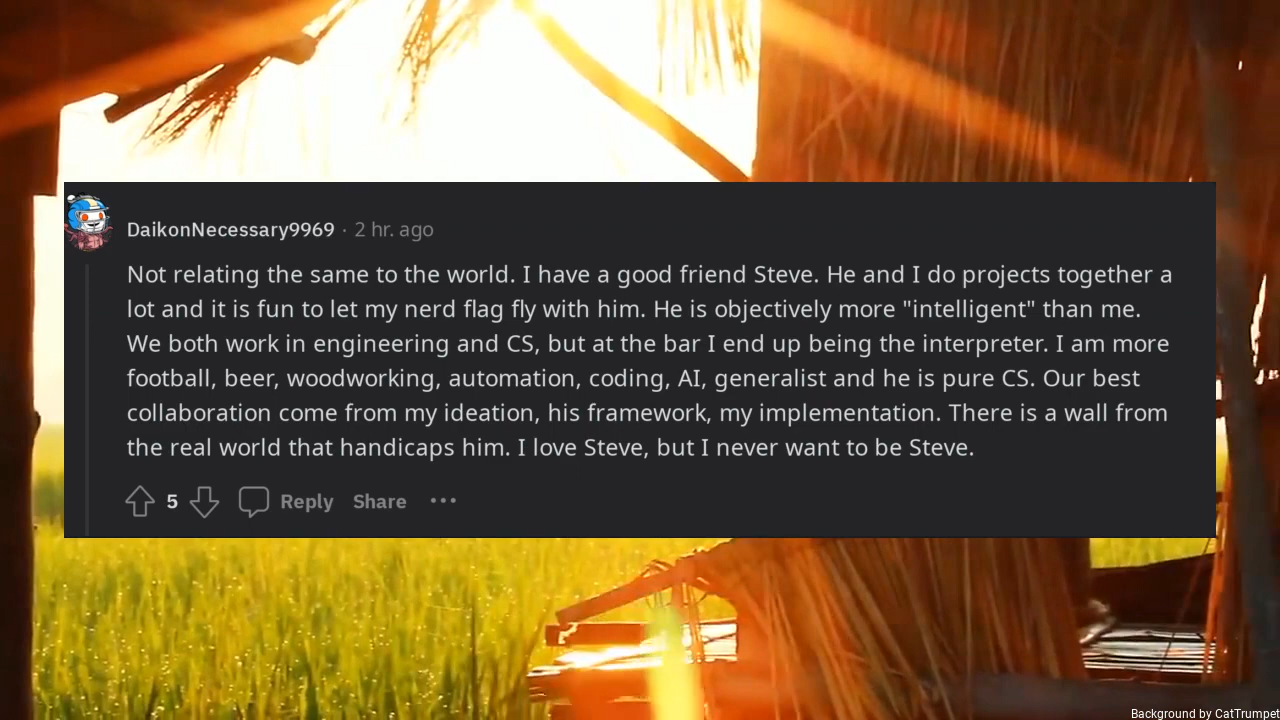 DaikonNecessary9969 · 2 hr. ago
Not relating the same to the world. I have a good friend Steve. He and I do projects together a
lot and it is fun to let my nerd flag fly with him. He is objectively more "intelligent" than me.
We both work in engineering and CS, but at the bar I end up being the interpreter. I am more
football, beer, woodworking, automation, coding, AI, generalist and he is pure CS. Our best
collaboration come from my ideation, his framework, my implementation. There is a wall from
the real world that handicaps him. I love Steve, but I never want to be Steve.
5 Reply Share ···
Background by CatTrumpet